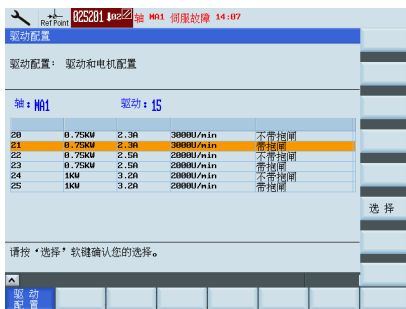 Ref Point 025201 轴 MA1 伺服故障 14:07
驱动配置
驱动配置: 驱动和电机配置
轴:MA1 驱动:15
20 0.75KW 2.3A 3000U/min 不带抱闸
21 0.75KW 2.3A 3000U/min 带抱闸
22 0.75KW 2.5A 2000U/min 不带抱闸
23 0.75KW 2.5A 2000U/min 带抱闸
24 1KW 3.2A 2000U/min 不带抱闸
25 1KW 3.2A 2000U/min 带抱闸
选 择
请按“选择”软键确认您的选择。
驱 动
配 置